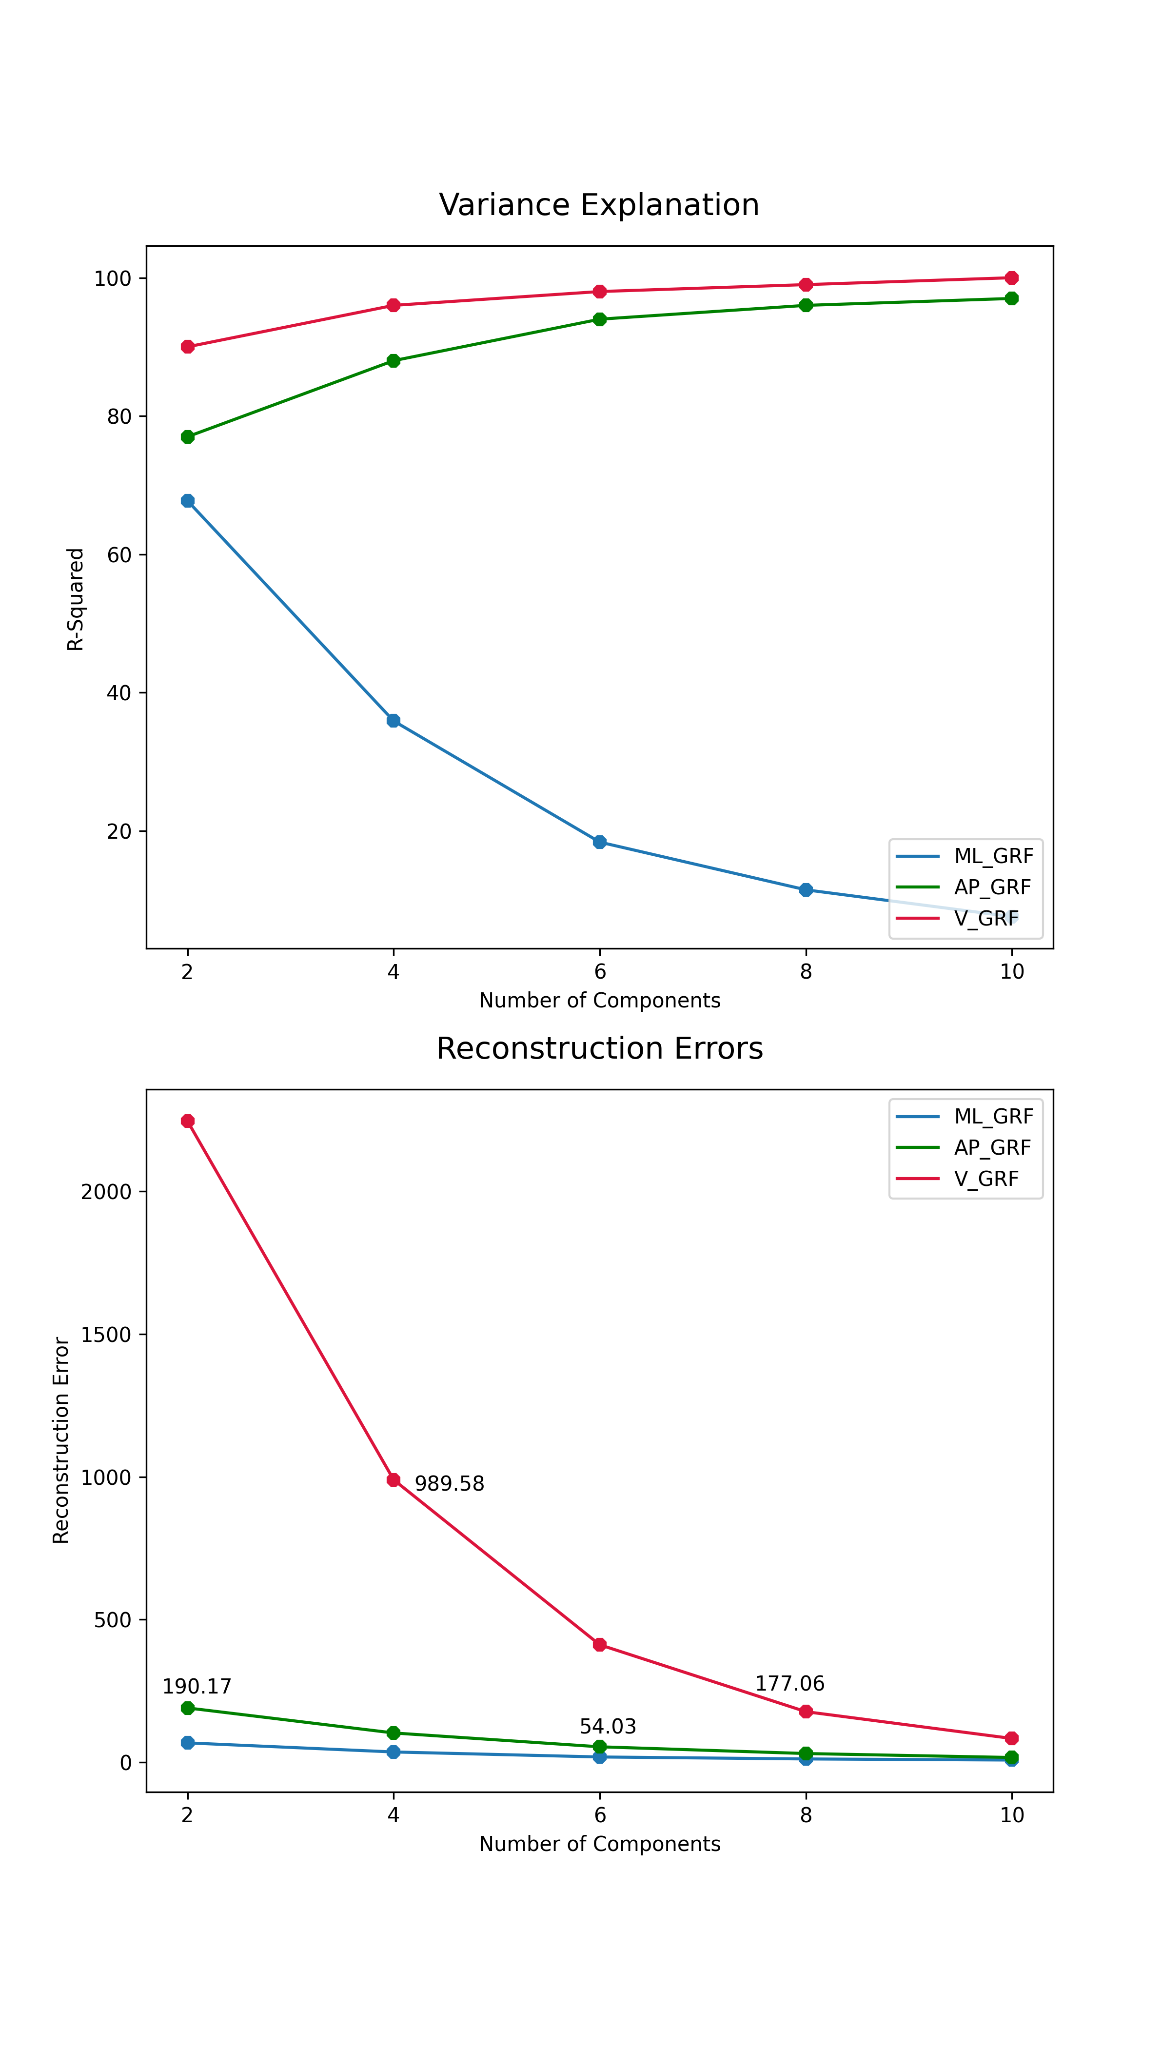 Variance Explanation
100
80
60
40
20
R-Squared
ML_GRF
AP_GRF
V_GRF
2 4 6 8 10
Number of Components
Reconstruction Errors
ML_GRF
AP_GRF
V_GRF
2000
1500
1000
500
0
Reconstruction Error
989.58
190.17
177.06
54.03
2 4 6 8 10
Number of Components